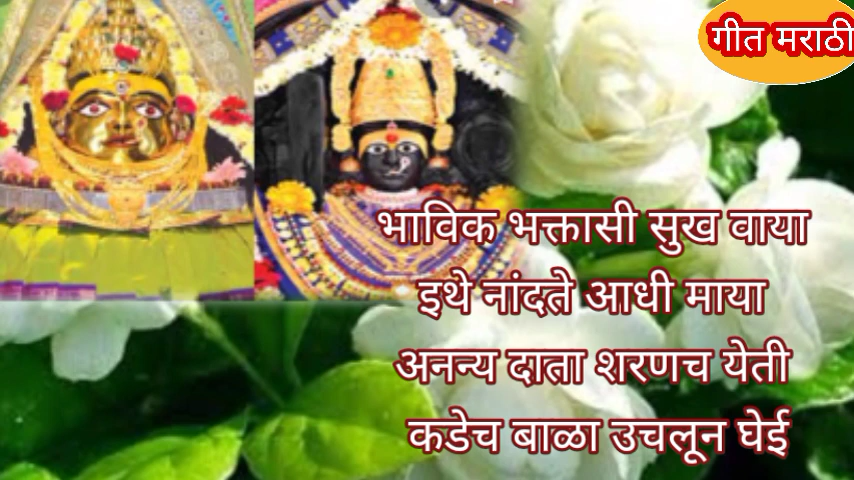 गीत मराठी
भाविक भक्तासी सुख वाया
इथे नांदते आधी माया
अनन्य दाता शरणच येती
कडेच बाळा उचलून घेई